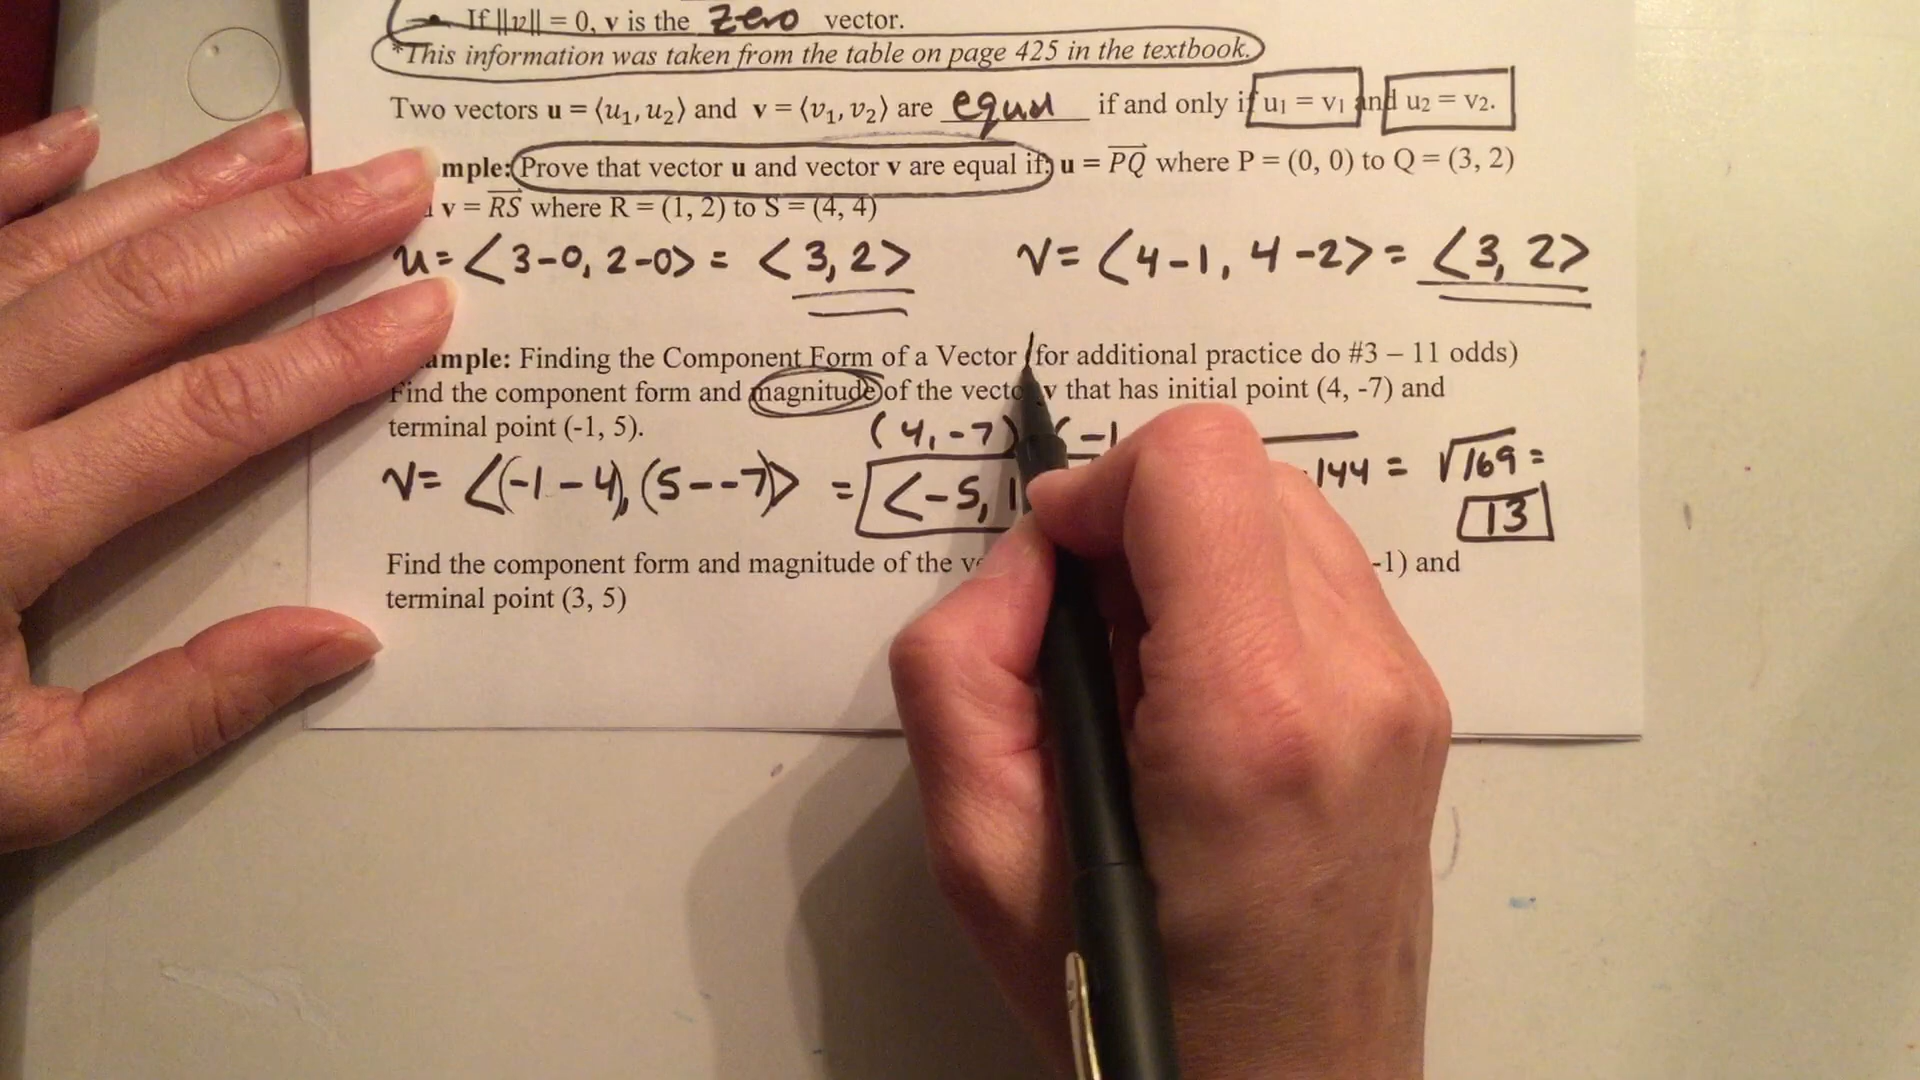 If ||v|| = 0, v is the zero vector.
*This information was taken from the table on page 425 in the textbook.
Two vectors u = ⟨u₁, u₂⟩ and v = ⟨v₁, v₂⟩ are equal if and only if u₁ = v₁ and u₂ = v₂.
mple: Prove that vector u and vector v are equal if: u = PQ where P = (0, 0) to Q = (3, 2)
v = RS where R = (1, 2) to S = (4, 4)
u = <3-0, 2-0> = <3, 2> v = <4-1, 4-2> = <3, 2>
ample: Finding the Component Form of a Vector (for additional practice do #3 – 11 odds)
Find the component form and magnitude of the vector v that has initial point (4, -7) and
terminal point (-1, 5). (4, -7) (-1
v = <(-1-4), (5--7)> = <-5, 1 144 = √169 =
13
Find the component form and magnitude of the -1) and
terminal point (3, 5)